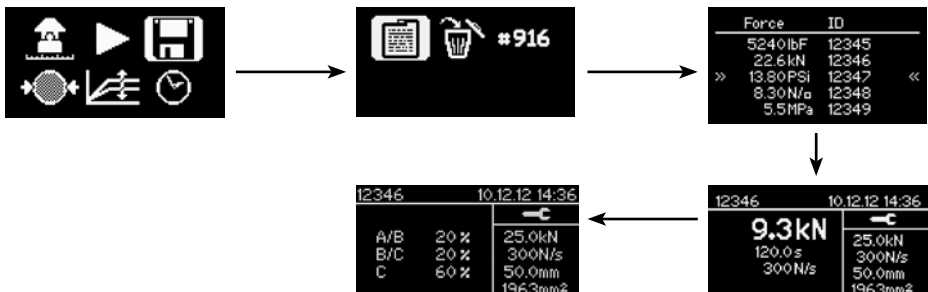 #916
Force ID
5240lbF 12345
22.6kN 12346
» 13.80PSi 12347 «
8.30N/▫ 12348
5.5MPa 12349
12346 10.12.12 14:36
9.3kN
120.0s
300N/s
25.0kN
300N/s
50.0mm
1963mm²
12346 10.12.12 14:36
A/B 20%
B/C 20%
C 60%
25.0kN
300N/s
50.0mm
1963mm²